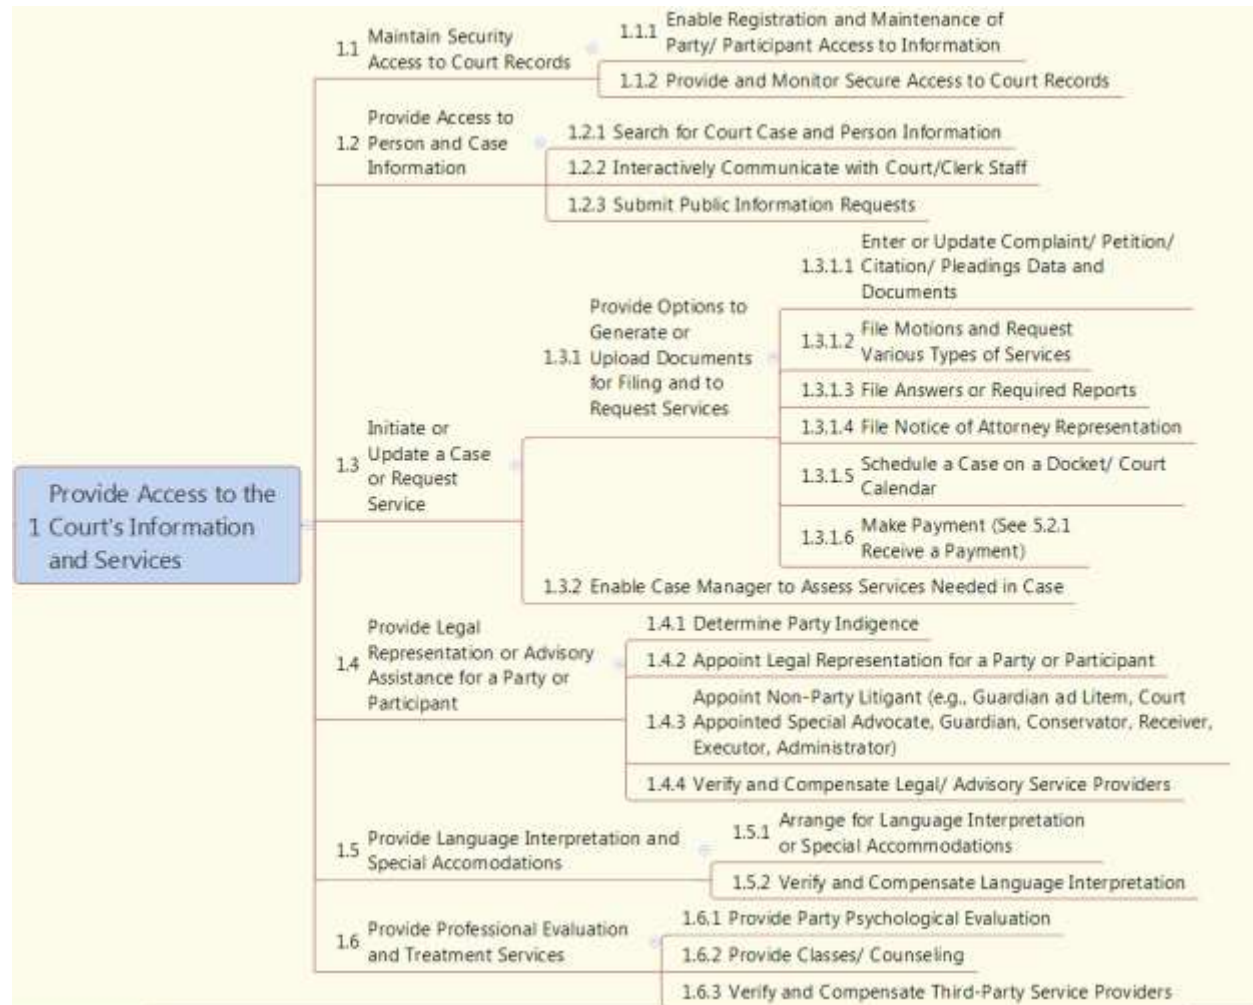 1 Provide Access to the
Court's Information
and Services
1.1 Maintain Security
Access to Court Records
1.1.1 Enable Registration and Maintenance of
Party/ Participant Access to Information
1.1.2 Provide and Monitor Secure Access to Court Records
1.2 Provide Access to
Person and Case
Information
1.2.1 Search for Court Case and Person Information
1.2.2 Interactively Communicate with Court/Clerk Staff
1.2.3 Submit Public Information Requests
1.3 Initiate or
Update a Case
or Request
Service
1.3.1 Provide Options to
Generate or
Upload Documents
for Filing and to
Request Services
1.3.1.1 Enter or Update Complaint/ Petition/
Citation/ Pleadings Data and
Documents
1.3.1.2 File Motions and Request
Various Types of Services
1.3.1.3 File Answers or Required Reports
1.3.1.4 File Notice of Attorney Representation
1.3.1.5 Schedule a Case on a Docket/ Court
Calendar
1.3.1.6 Make Payment (See 5.2.1
Receive a Payment)
1.3.2 Enable Case Manager to Assess Services Needed in Case
1.4 Provide Legal
Representation or Advisory
Assistance for a Party or
Participant
1.4.1 Determine Party Indigence
1.4.2 Appoint Legal Representation for a Party or Participant
1.4.3 Appoint Non-Party Litigant (e.g., Guardian ad Litem, Court
Appointed Special Advocate, Guardian, Conservator, Receiver,
Executor, Administrator)
1.4.4 Verify and Compensate Legal/ Advisory Service Providers
1.5 Provide Language Interpretation and
Special Accomodations
1.5.1 Arrange for Language Interpretation
or Special Accommodations
1.5.2 Verify and Compensate Language Interpretation
1.6 Provide Professional Evaluation
and Treatment Services
1.6.1 Provide Party Psychological Evaluation
1.6.2 Provide Classes/ Counseling
1.6.3 Verify and Compensate Third-Party Service Providers